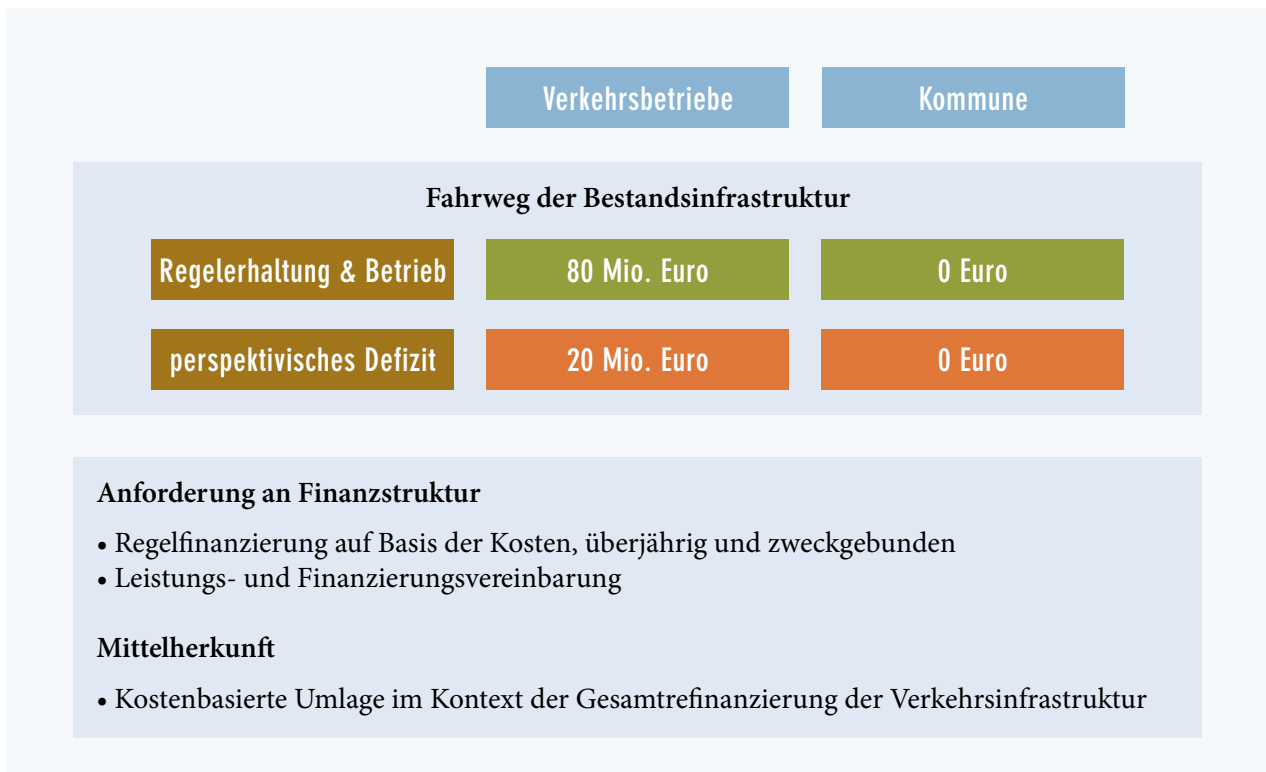 Verkehrsbetriebe Kommune
Fahrweg der Bestandsinfrastruktur
Regelerhaltung & Betrieb 80 Mio. Euro 0 Euro
perspektivisches Defizit 20 Mio. Euro 0 Euro
Anforderung an Finanzstruktur
• Regelfinanzierung auf Basis der Kosten, überjährig und zweckgebunden
• Leistungs- und Finanzierungsvereinbarung
Mittelherkunft
• Kostenbasierte Umlage im Kontext der Gesamtrefinanzierung der Verkehrsinfrastruktur